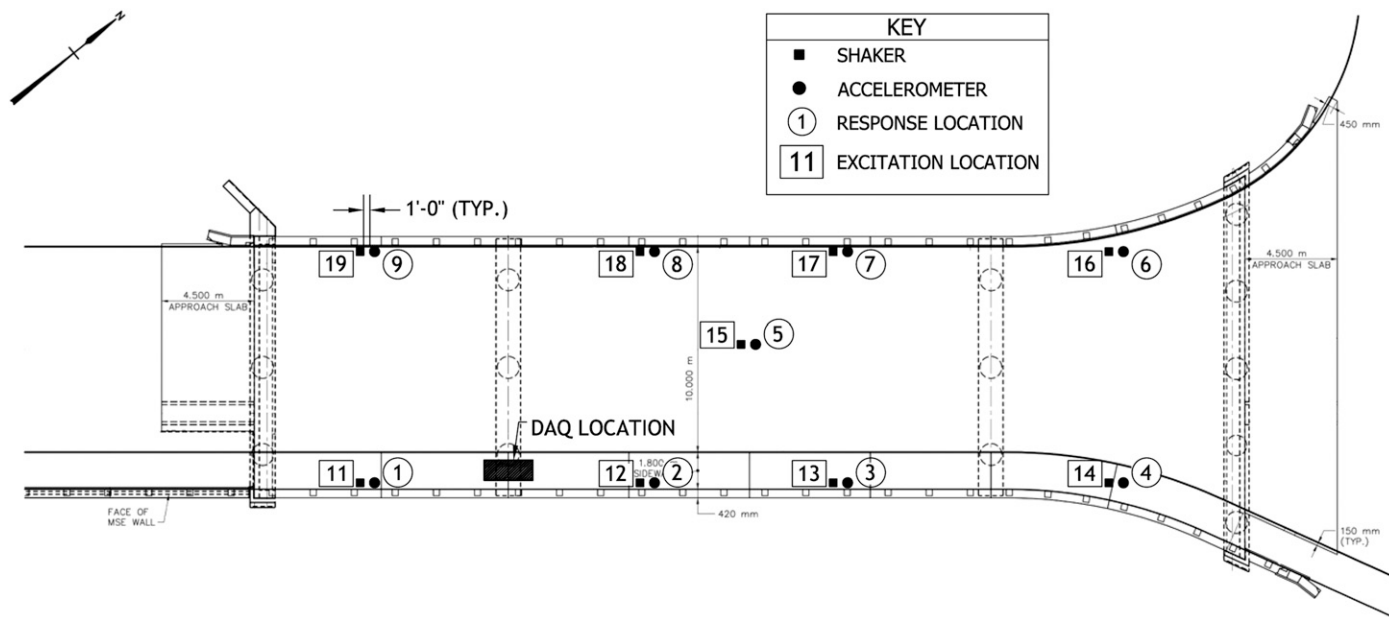 N
KEY
SHAKER
ACCELEROMETER
1 RESPONSE LOCATION
11 EXCITATION LOCATION
450 mm
1'-0" (TYP.)
19 9
18 8
17 7
16 6
4.500 m
APPROACH SLAB
4.500 m
APPROACH SLAB
15 5
10.000 m
DAQ LOCATION
11 1
12 2
13 3
14 4
1.800
SIDEW
FACE OF
MSE WALL
420 mm
150 mm
(TYP.)